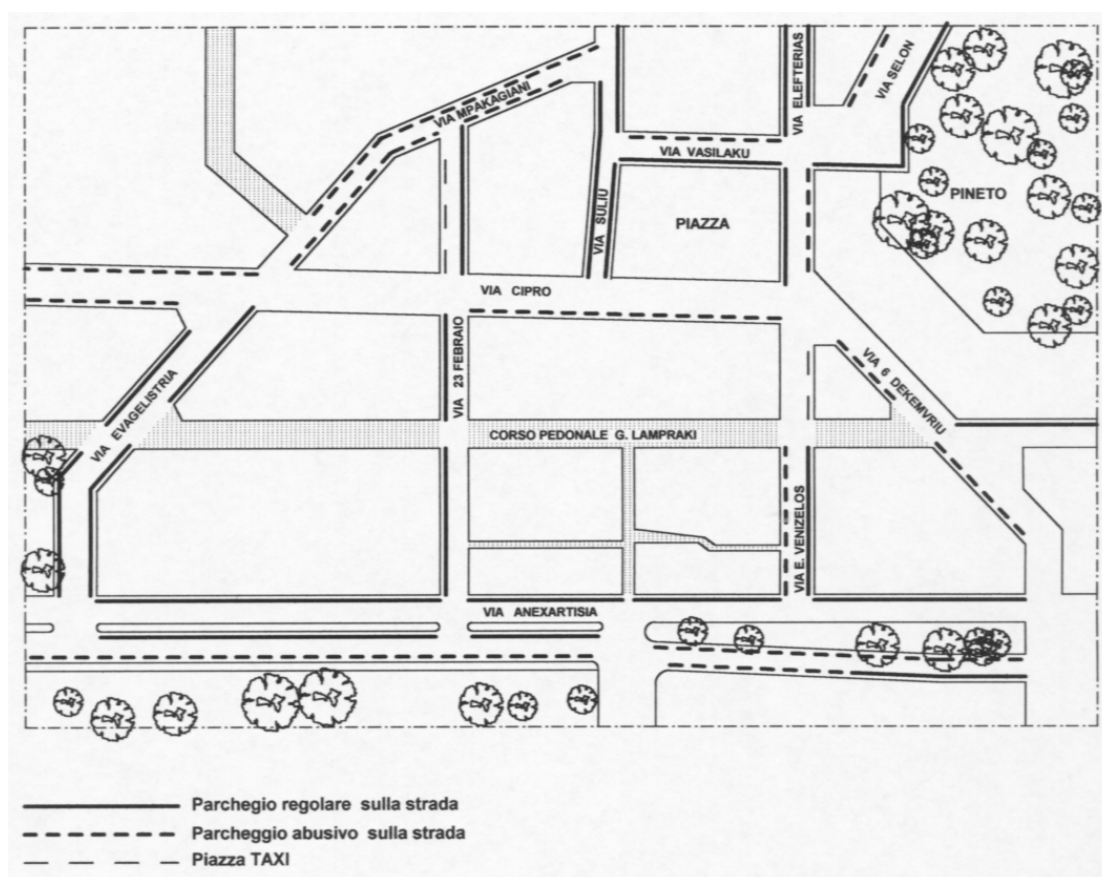 VIA MPAKAGIANI
VIA ELEFTERIAS
VIA SELON
VIA VASILAKU
PINETO
VIA SULIU
PIAZZA
VIA CIPRO
VIA 23 FEBRAIO
VIA EVAGELISTRIA
VIA 6 DEKEMVRIU
CORSO PEDONALE G. LAMPRAKI
VIA E. VENIZELOS
VIA ANEXARTISIA
Parchegio regolare sulla strada
Parcheggio abusivo sulla strada
Piazza TAXI